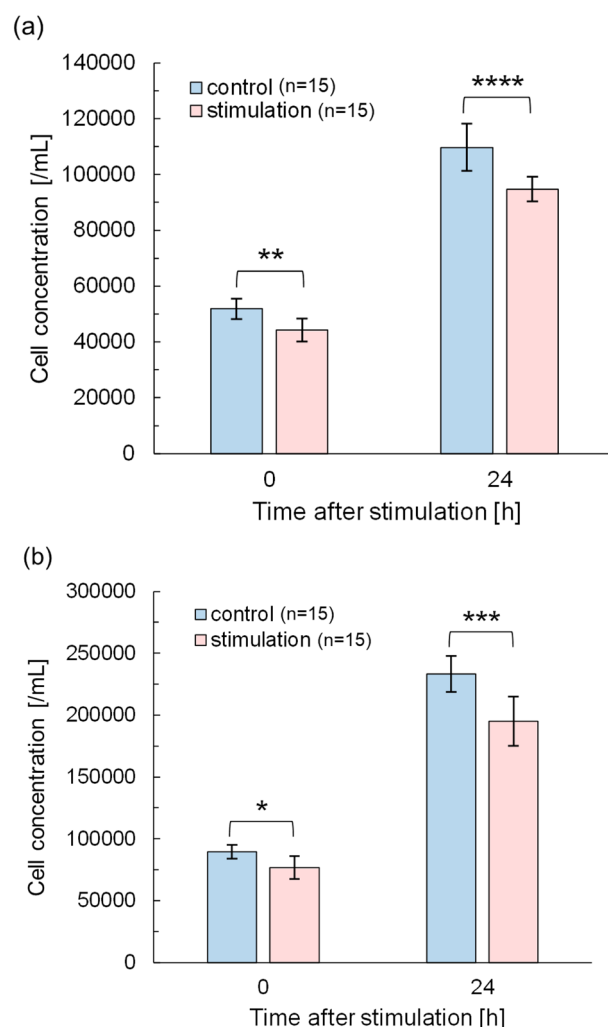 (a)
Cell concentration [/mL]
140000
120000
100000
80000
60000
40000
20000
0
control (n=15)
stimulation (n=15)
**
****
0
24
Time after stimulation [h]
(b)
Cell concentration [/mL]
300000
250000
200000
150000
100000
50000
0
control (n=15)
stimulation (n=15)
*
***
0
24
Time after stimulation [h]